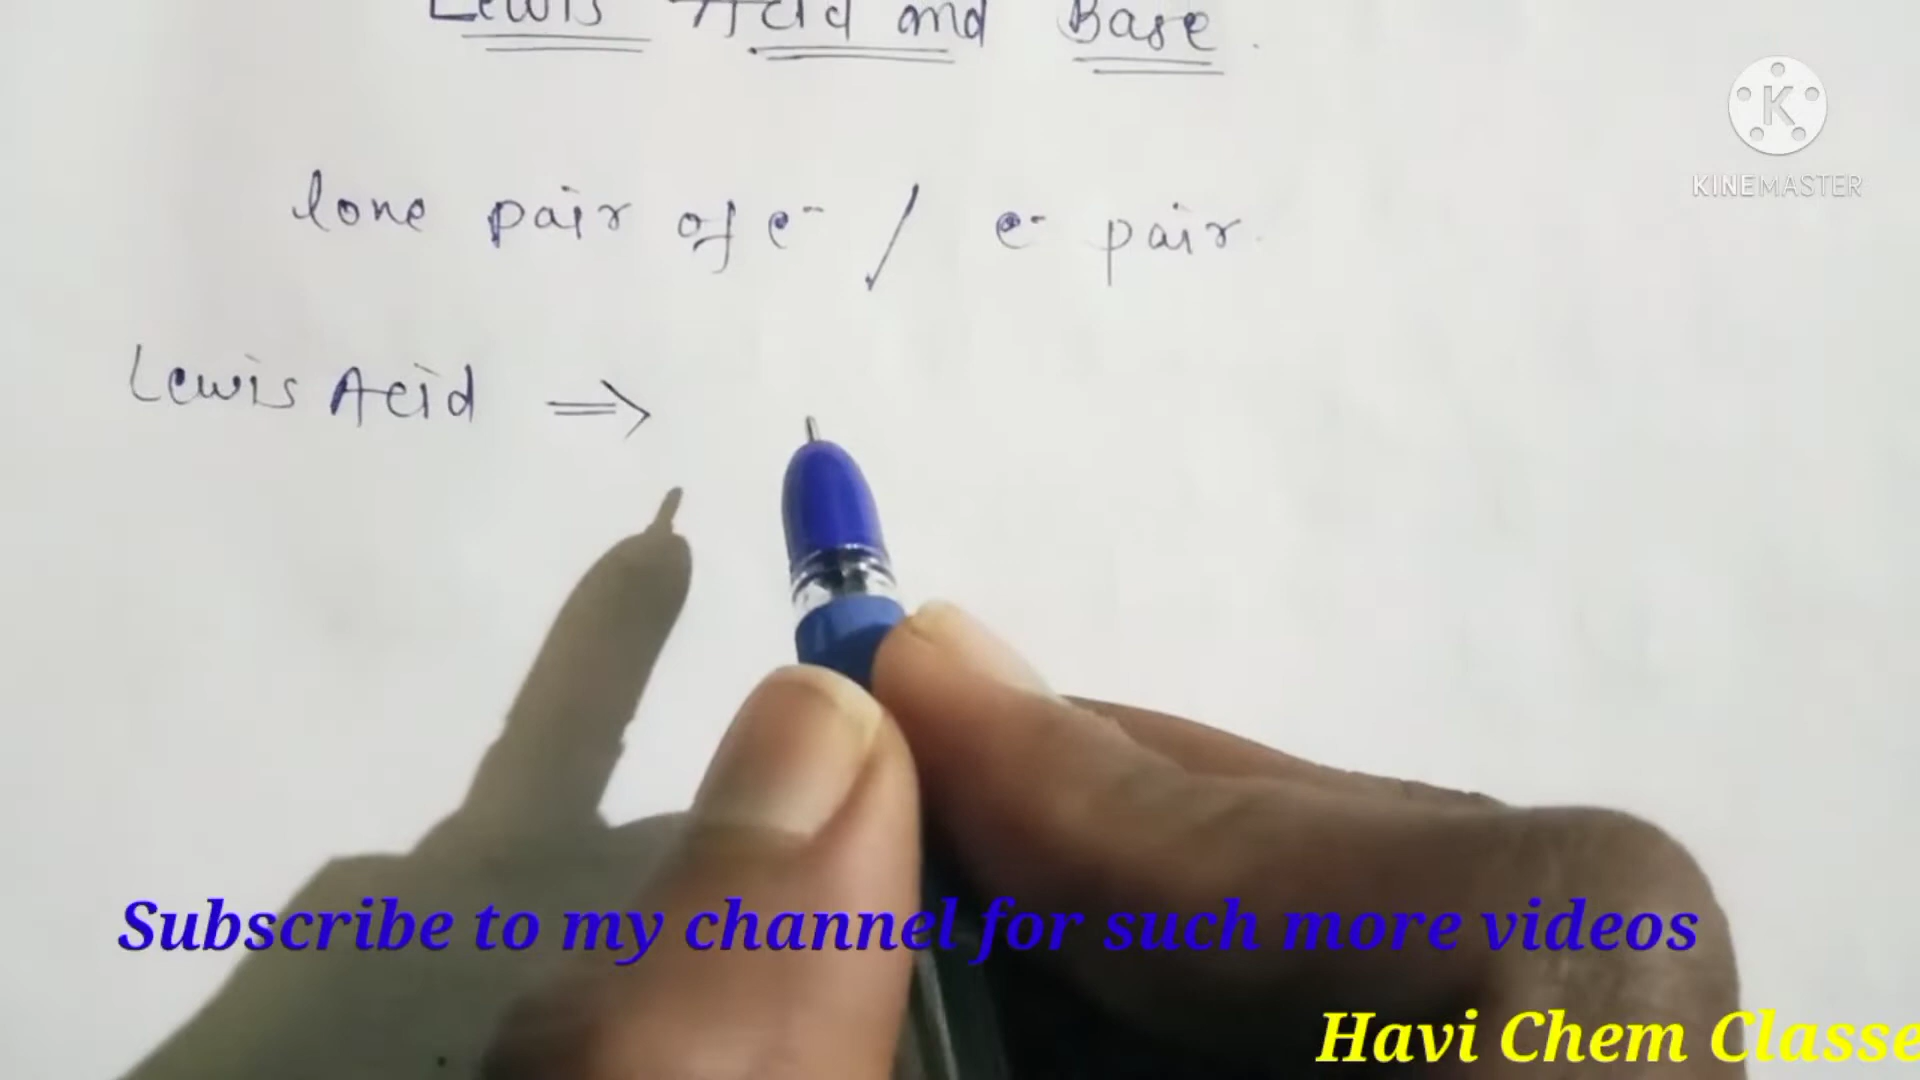 Lewis Acid and Base.
KINEMASTER
lone pair of e⁻ / e⁻ pair
Lewis Acid ⇒
Subscribe to my channel for such more videos
Havi Chem Classe